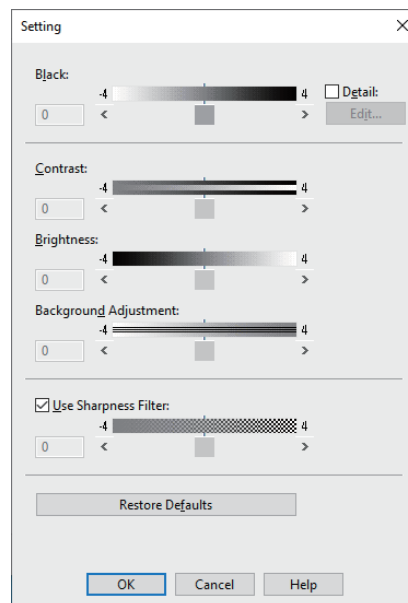 Setting
Black:
-4 4
Detail:
0 < >
Edit...
Contrast:
-4 4
0 < >
Brightness:
-4 4
0 < >
Background Adjustment:
-4 4
0 < >
Use Sharpness Filter:
-4 4
0 < >
Restore Defaults
OK Cancel Help